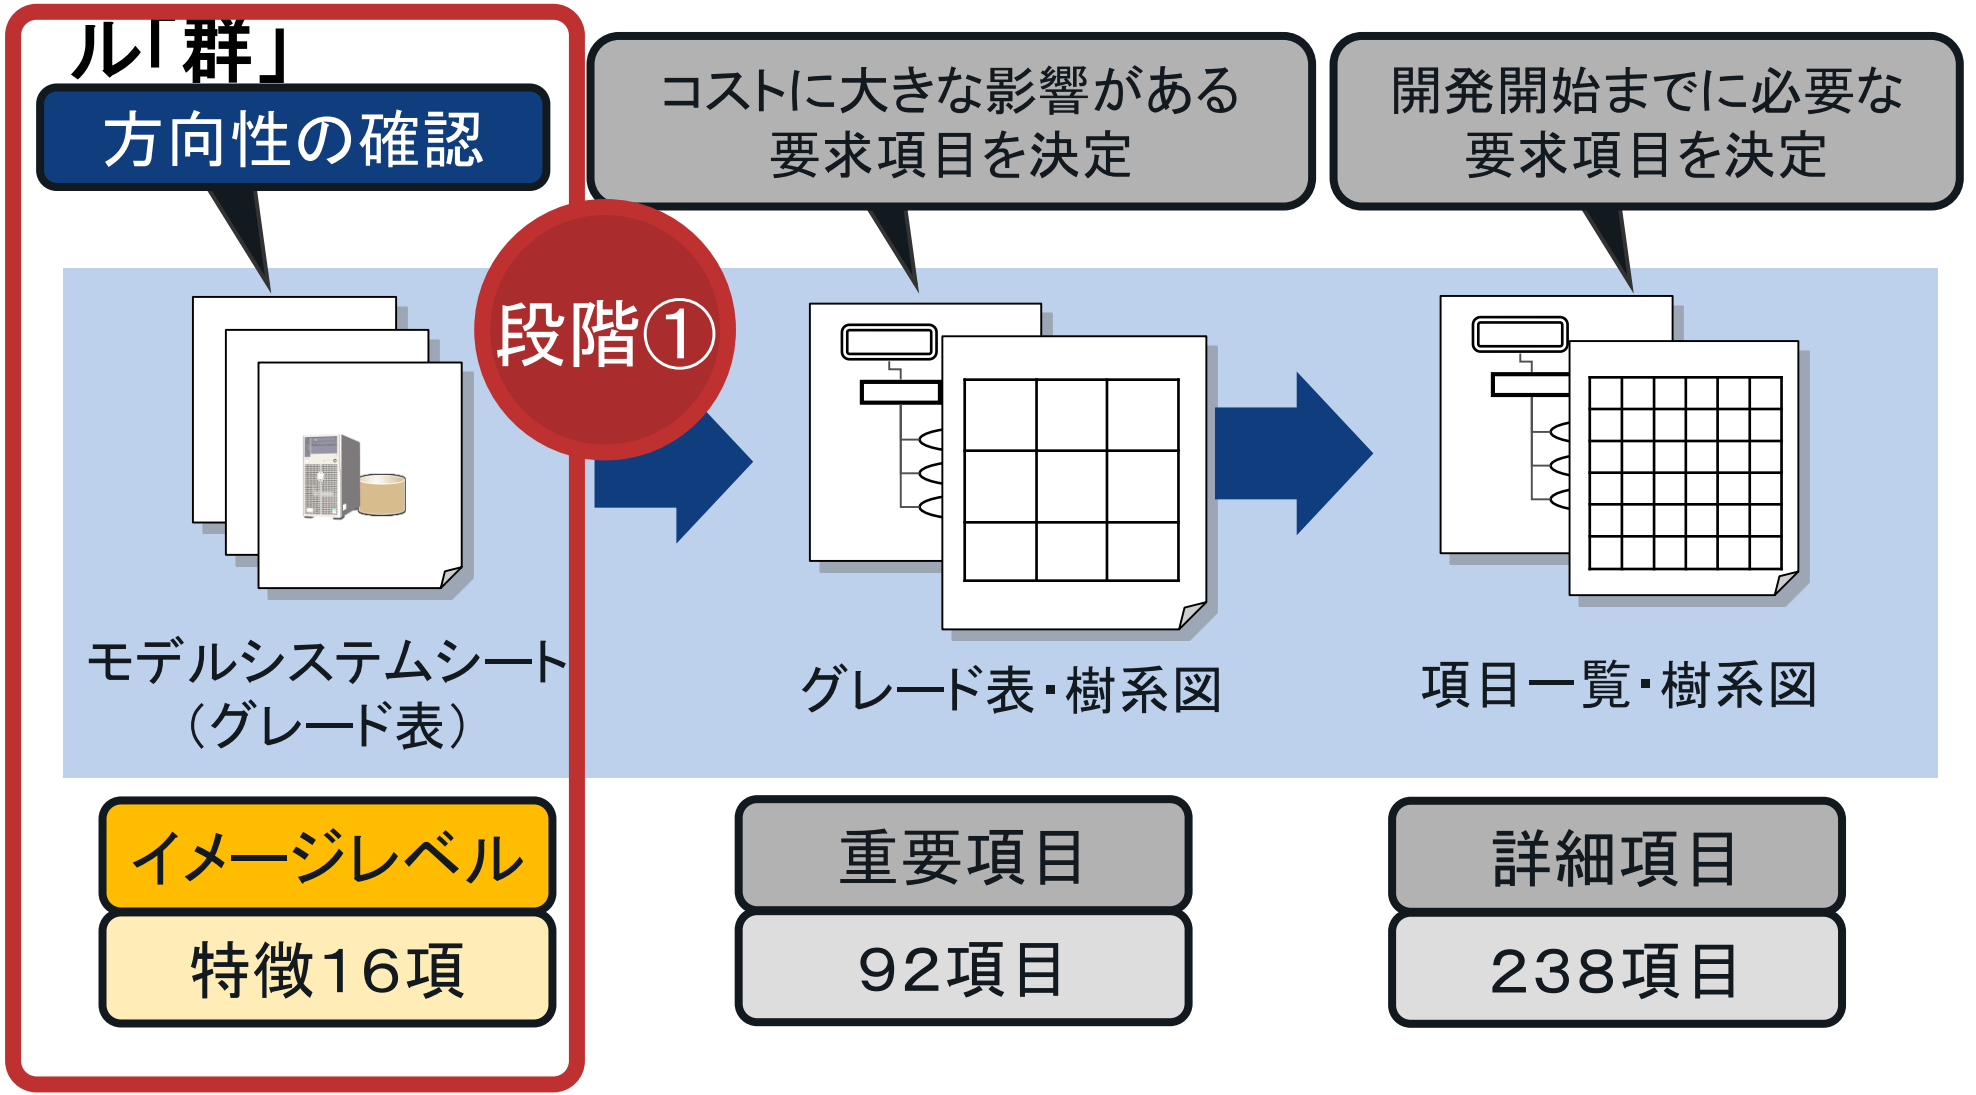 ル「群」
方向性の確認
コストに大きな影響がある
要求項目を決定
開発開始までに必要な
要求項目を決定
段階①
モデルシステムシート
（グレード表）
グレード表・樹系図
項目一覧・樹系図
イメージレベル
特徴１６項
重要項目
９２項目
詳細項目
２３８項目